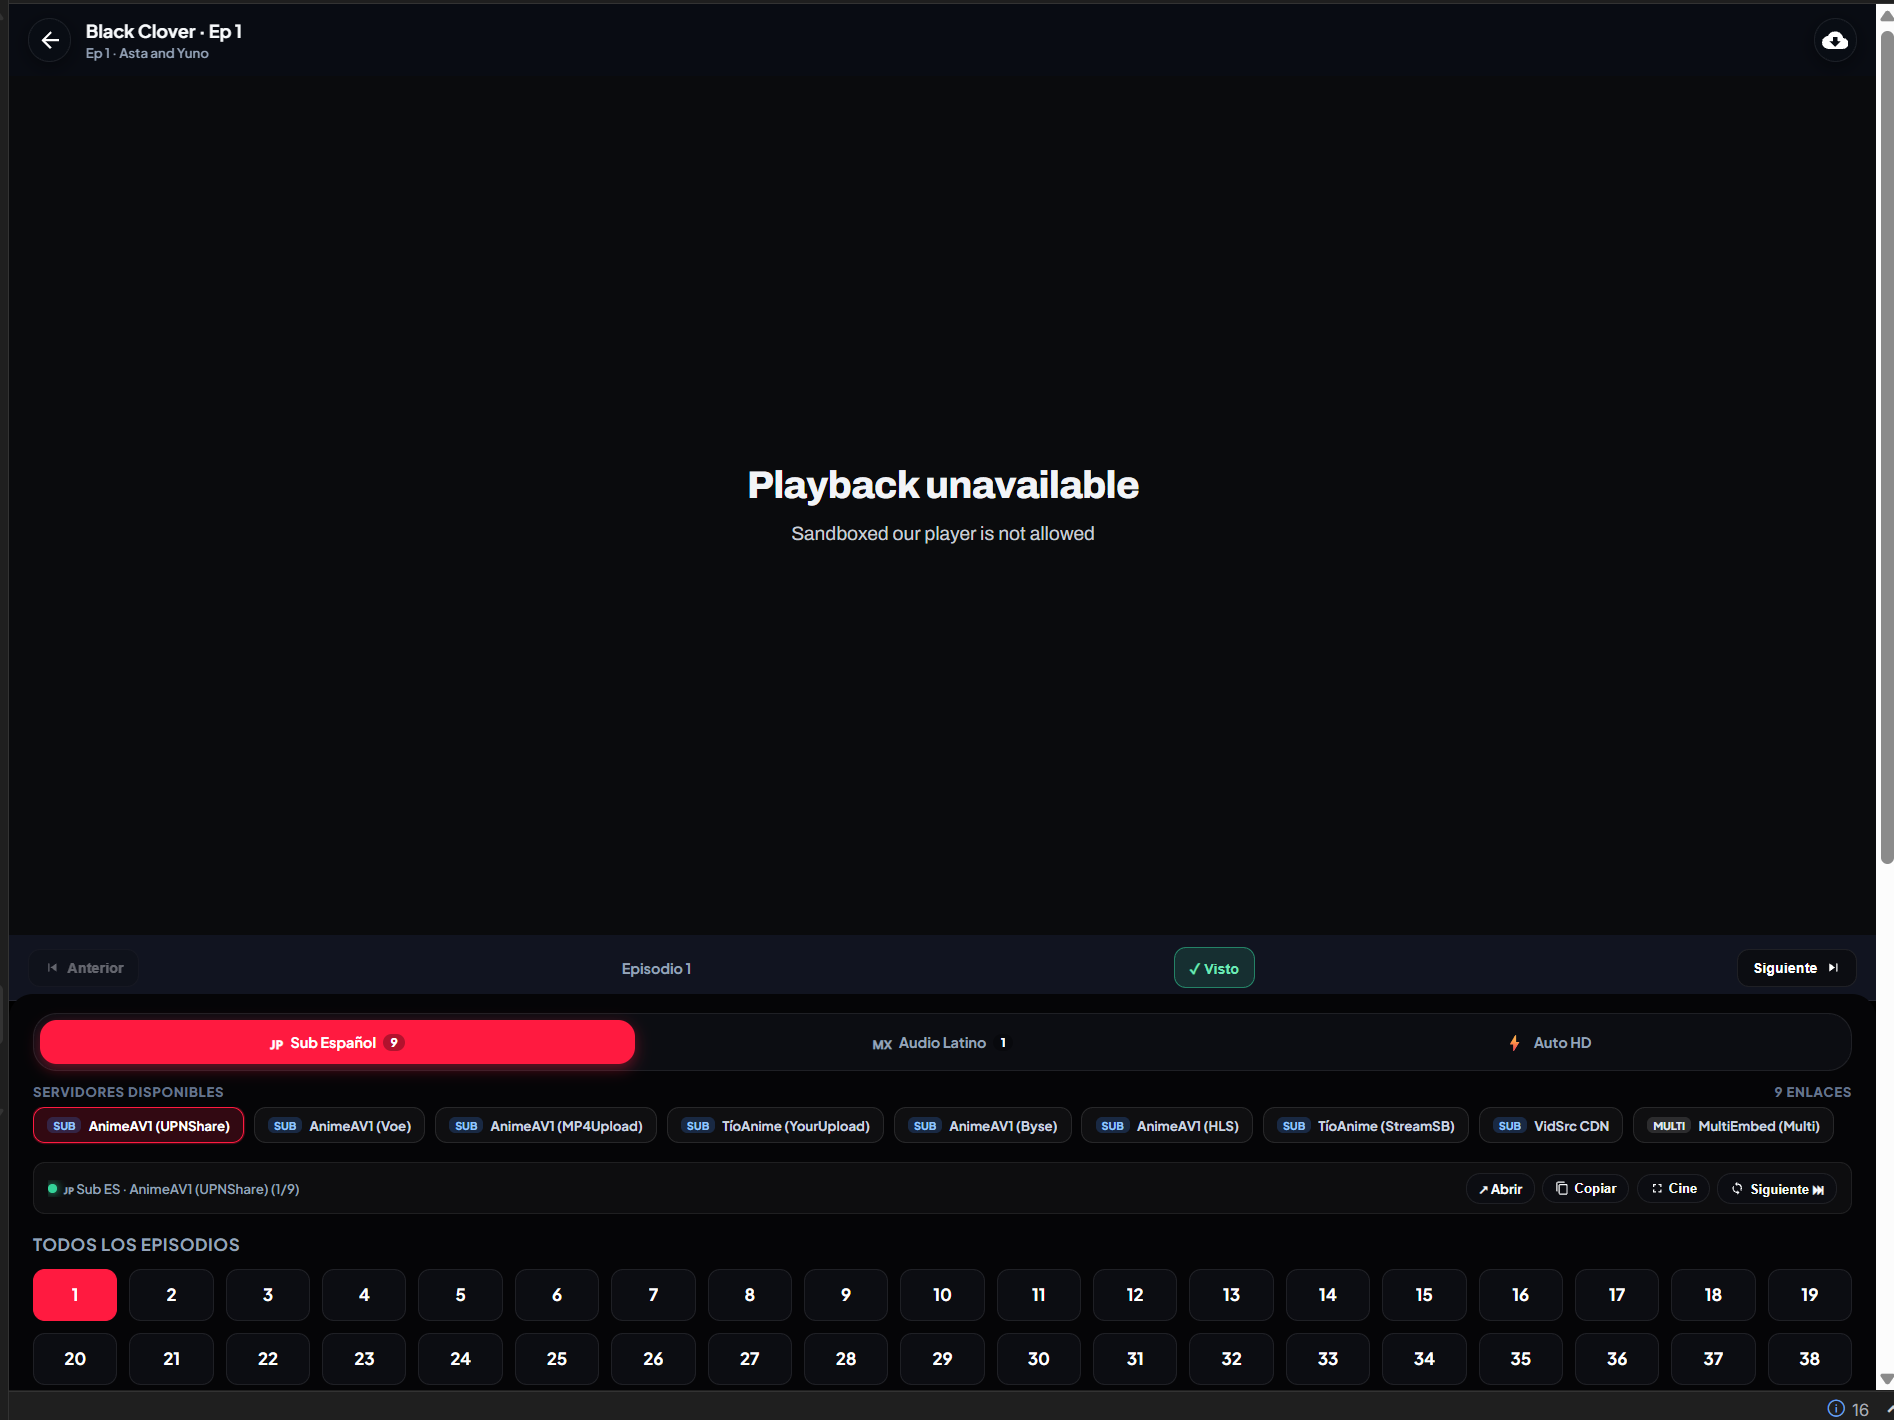 Black Clover · Ep 1
Ep 1 · Asta and Yuno
Playback unavailable
Sandboxed our player is not allowed
Anterior
Episodio 1
✓ Visto
Siguiente
JP Sub Español 9
MX Audio Latino 1
Auto HD
SERVIDORES DISPONIBLES
9 ENLACES
SUB AnimeAV1 (UPNShare)
SUB AnimeAV1 (Voe)
SUB AnimeAV1 (MP4Upload)
SUB TíoAnime (YourUpload)
SUB AnimeAV1 (Byse)
SUB AnimeAV1 (HLS)
SUB TíoAnime (StreamSB)
SUB VidSrc CDN
MULTI MultiEmbed (Multi)
JP Sub ES · AnimeAV1 (UPNShare) (1/9)
↗ Abrir
Copiar
Cine
Siguiente ⏭
TODOS LOS EPISODIOS
1 2 3 4 5 6 7 8 9 10 11 12 13 14 15 16 17 18 19
20 21 22 23 24 25 26 27 28 29 30 31 32 33 34 35 36 37 38
16